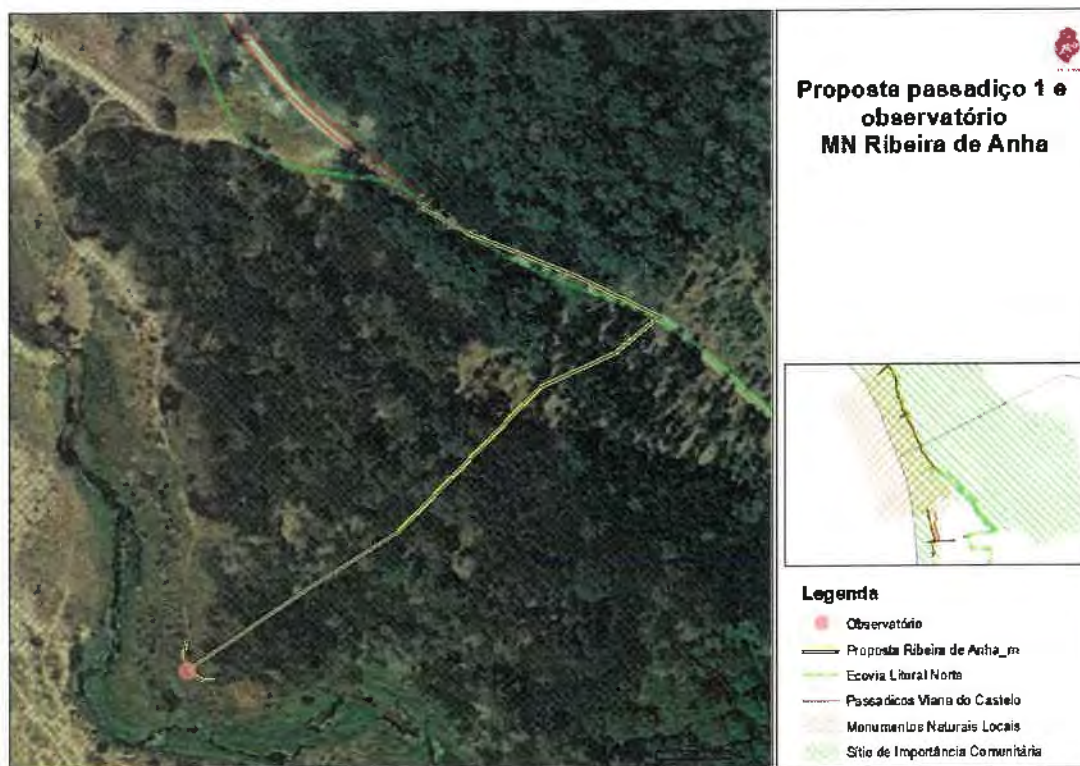 N
Proposta passadiço 1 e
observatório
MN Ribeira de Anha
Legenda
Observatório
Proposta Ribeira de Anha_m
Ecovia Litoral Norte
Passadicos Viana do Castelo
Monumentos Naturais Locais
Sítio de Importância Comunitária